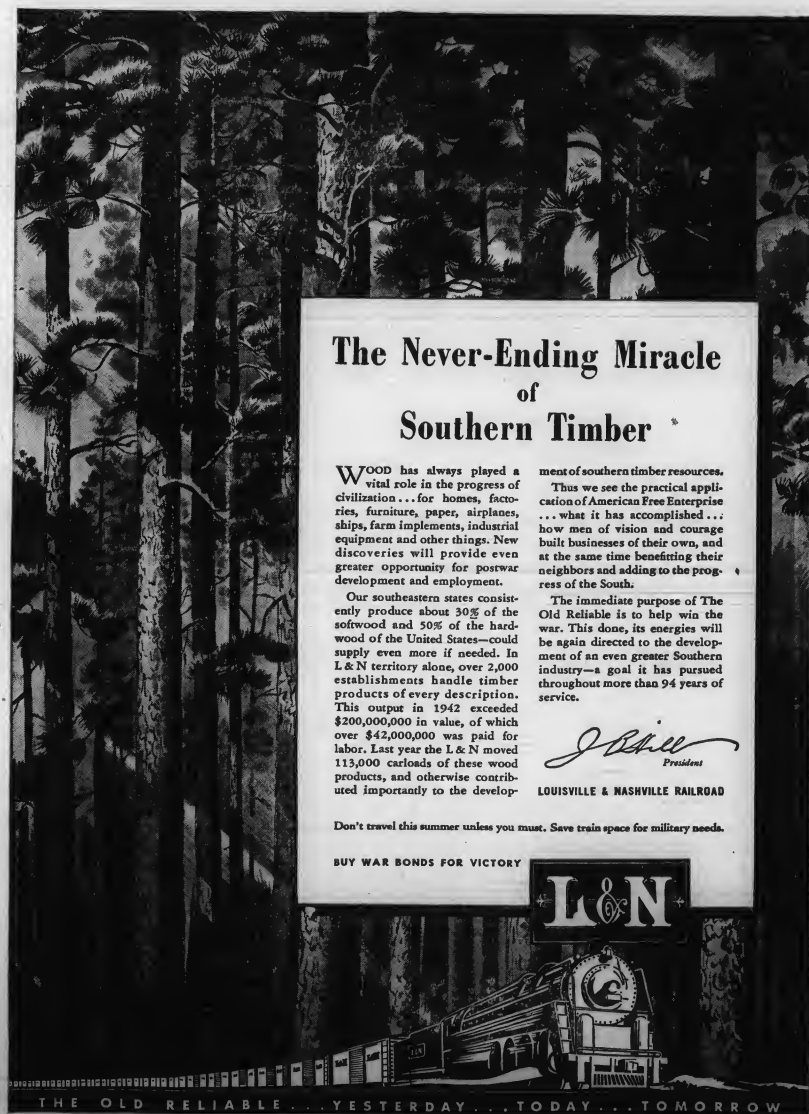 The Never-Ending Miracle
of
Southern Timber
WOOD has always played a
vital role in the progress of
civilization...for homes, facto-
ries, furniture, paper, airplanes,
ships, farm implements, industrial
equipment and other things. New
discoveries will provide even
greater opportunity for postwar
development and employment.
Our southeastern states consist-
ently produce about 30% of the
softwood and 50% of the hard-
wood of the United States—could
supply even more if needed. In
L & N territory alone, over 2,000
establishments handle timber
products of every description.
This output in 1942 exceeded
$200,000,000 in value, of which
over $42,000,000 was paid for
labor. Last year the L & N moved
113,000 carloads of these wood
products, and otherwise contrib-
uted importantly to the develop-
ment of southern timber resources.
Thus we see the practical appli-
cation of American Free Enterprise
...what it has accomplished...
how men of vision and courage
built businesses of their own, and
at the same time benefitting their
neighbors and adding to the prog-
ress of the South.
The immediate purpose of The
Old Reliable is to help win the
war. This done, its energies will
be again directed to the develop-
ment of an even greater Southern
industry—a goal it has pursued
throughout more than 94 years of
service.
J B Hill
President
LOUISVILLE & NASHVILLE RAILROAD
Don't travel this summer unless you must. Save train space for military needs.
BUY WAR BONDS FOR VICTORY
L&N
L&N
L&N
THE OLD RELIABLE...YESTERDAY...TODAY...TOMORROW